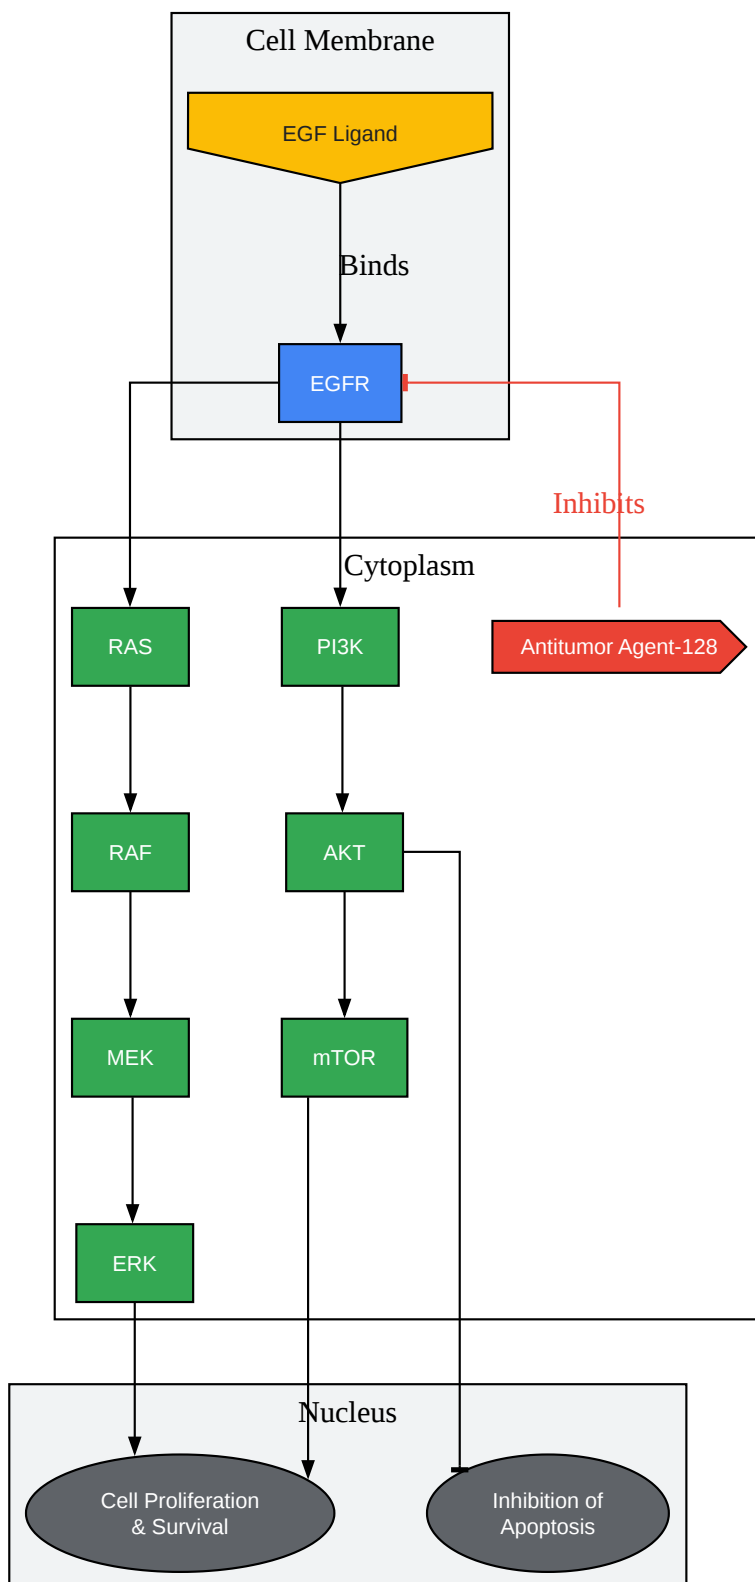 Cell Membrane
EGF Ligand
Binds
EGFR
Inhibits
Cytoplasm
RAS
PI3K
Antitumor Agent-128
RAF
AKT
MEK
mTOR
ERK
Nucleus
Cell Proliferation
& Survival
Inhibition of
Apoptosis